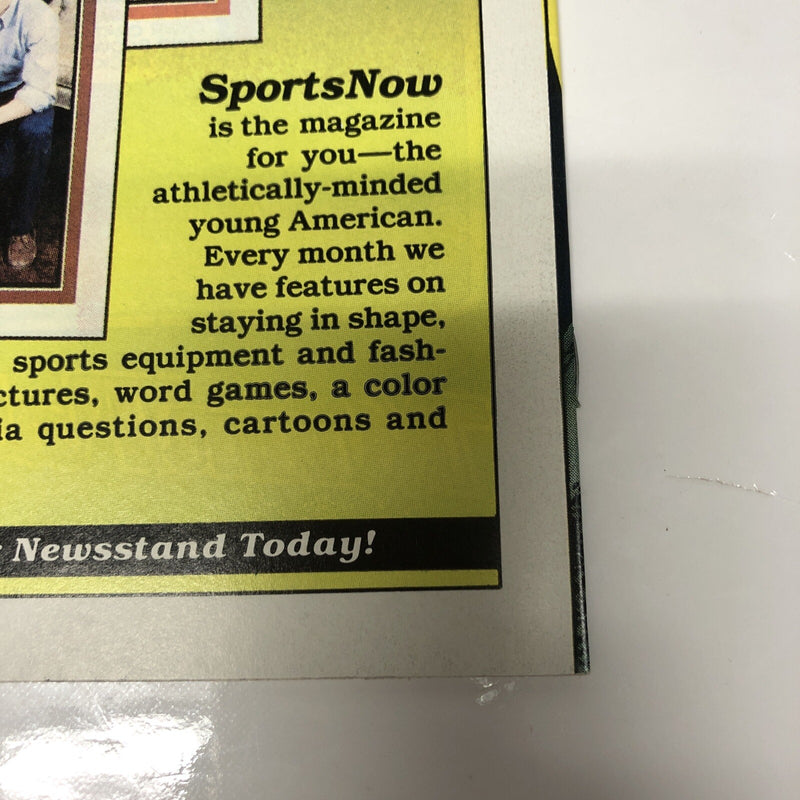 SportsNow
is the magazine
for you—the
athletically-minded
young American.
Every month we
have features on
staying in shape,
sports equipment and fash-
ctures, word games, a color
ia questions, cartoons and
Newsstand Today!